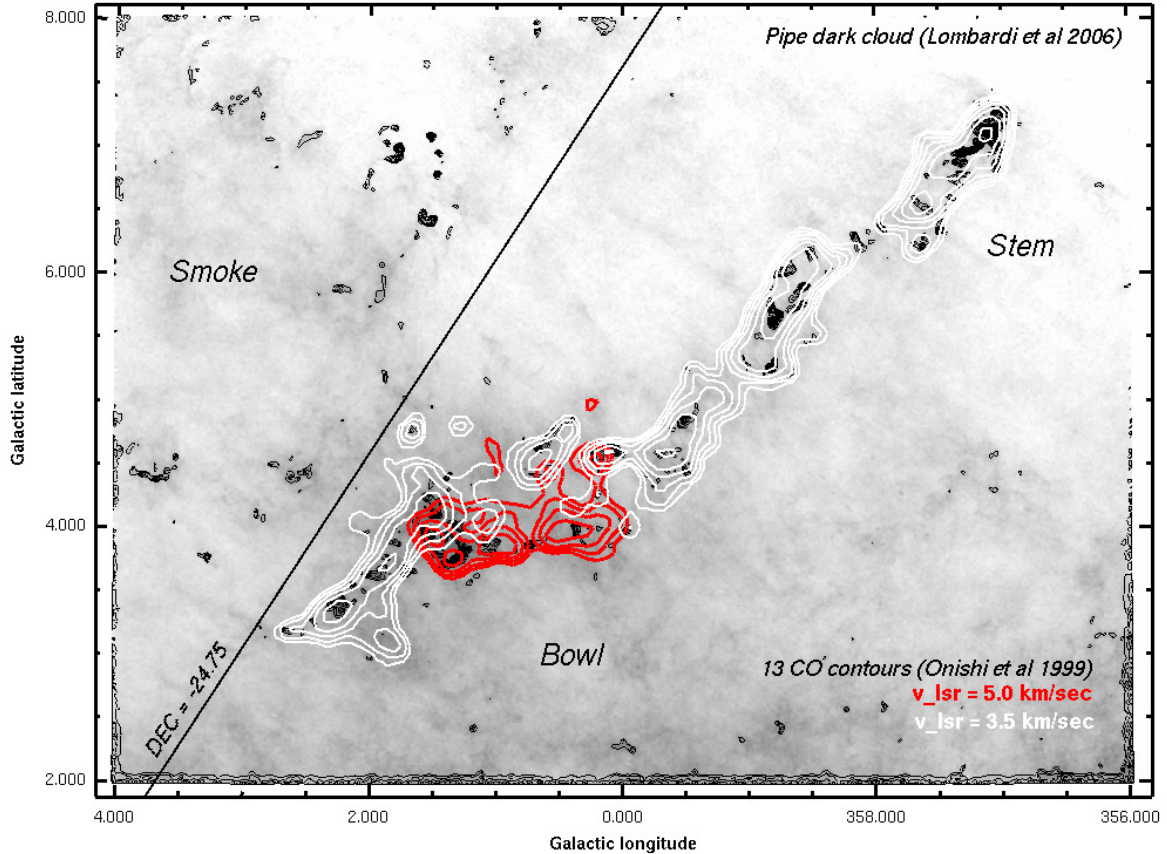 8.000
Pipe dark cloud (Lombardi et al 2006)
Smoke
Stem
6.000
Galactic latitude
4.000
Bowl
13 CO contours (Onishi et al 1999)
v_lsr = 5.0 km/sec
v_lsr = 3.5 km/sec
DEC = -24.75
2.000
4.000
2.000
0.000
358.000
356.000
Galactic longitude